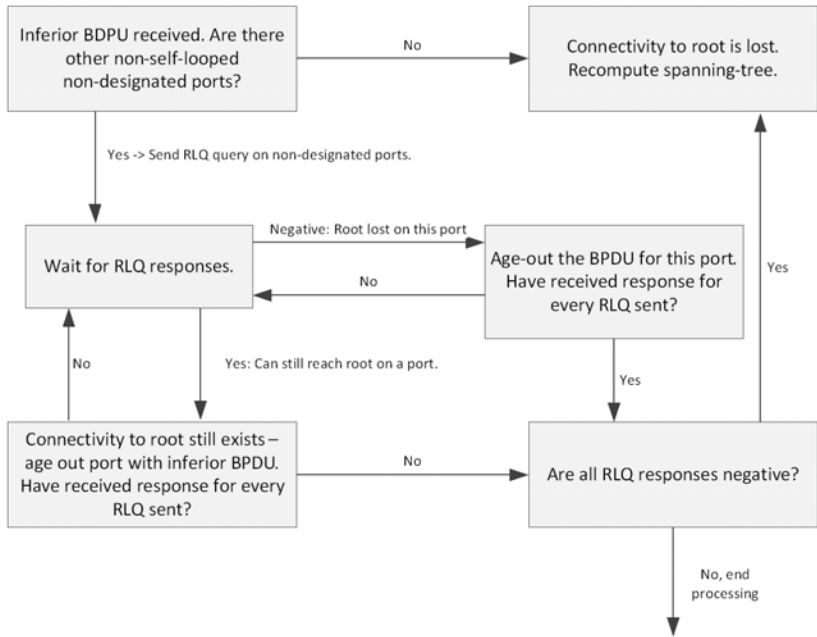 Inferior BDPU received. Are there
other non-self-looped
non-designated ports?
No
Connectivity to root is lost.
Recompute spanning-tree.
Yes -> Send RLQ query on non-designated ports.
Wait for RLQ responses.
Negative: Root lost on this port
No
Age-out the BPDU for this port.
Have received response for
every RLQ sent?
Yes
No
Yes: Can still reach root on a port.
Yes
Connectivity to root still exists –
age out port with inferior BPDU.
Have received response for every
RLQ sent?
No
Are all RLQ responses negative?
No, end
processing